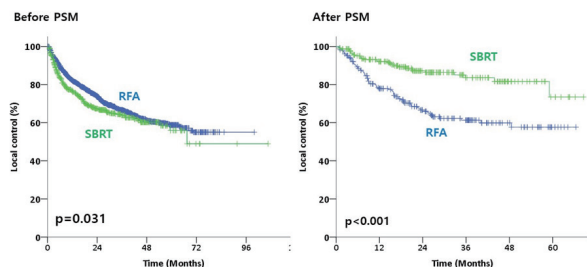 Before PSM
100
80
60
40
20
0
Local control (%)
RFA
SBRT
p=0.031
0 24 48 72 96
Time (Months)
After PSM
100
80
60
40
20
0
Local control (%)
SBRT
RFA
p<0.001
0 12 24 36 48 60
Time (Months)